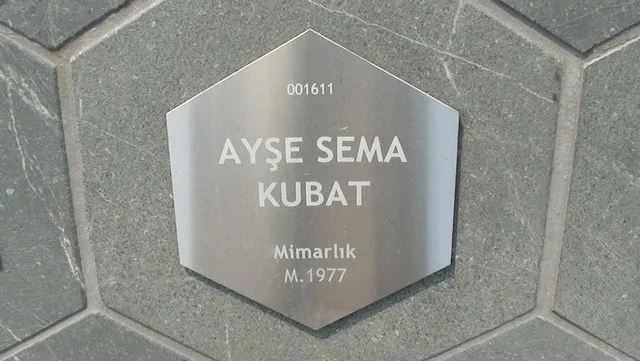 001611
AYŞE SEMA
KUBAT
Mimarlık
M.1977